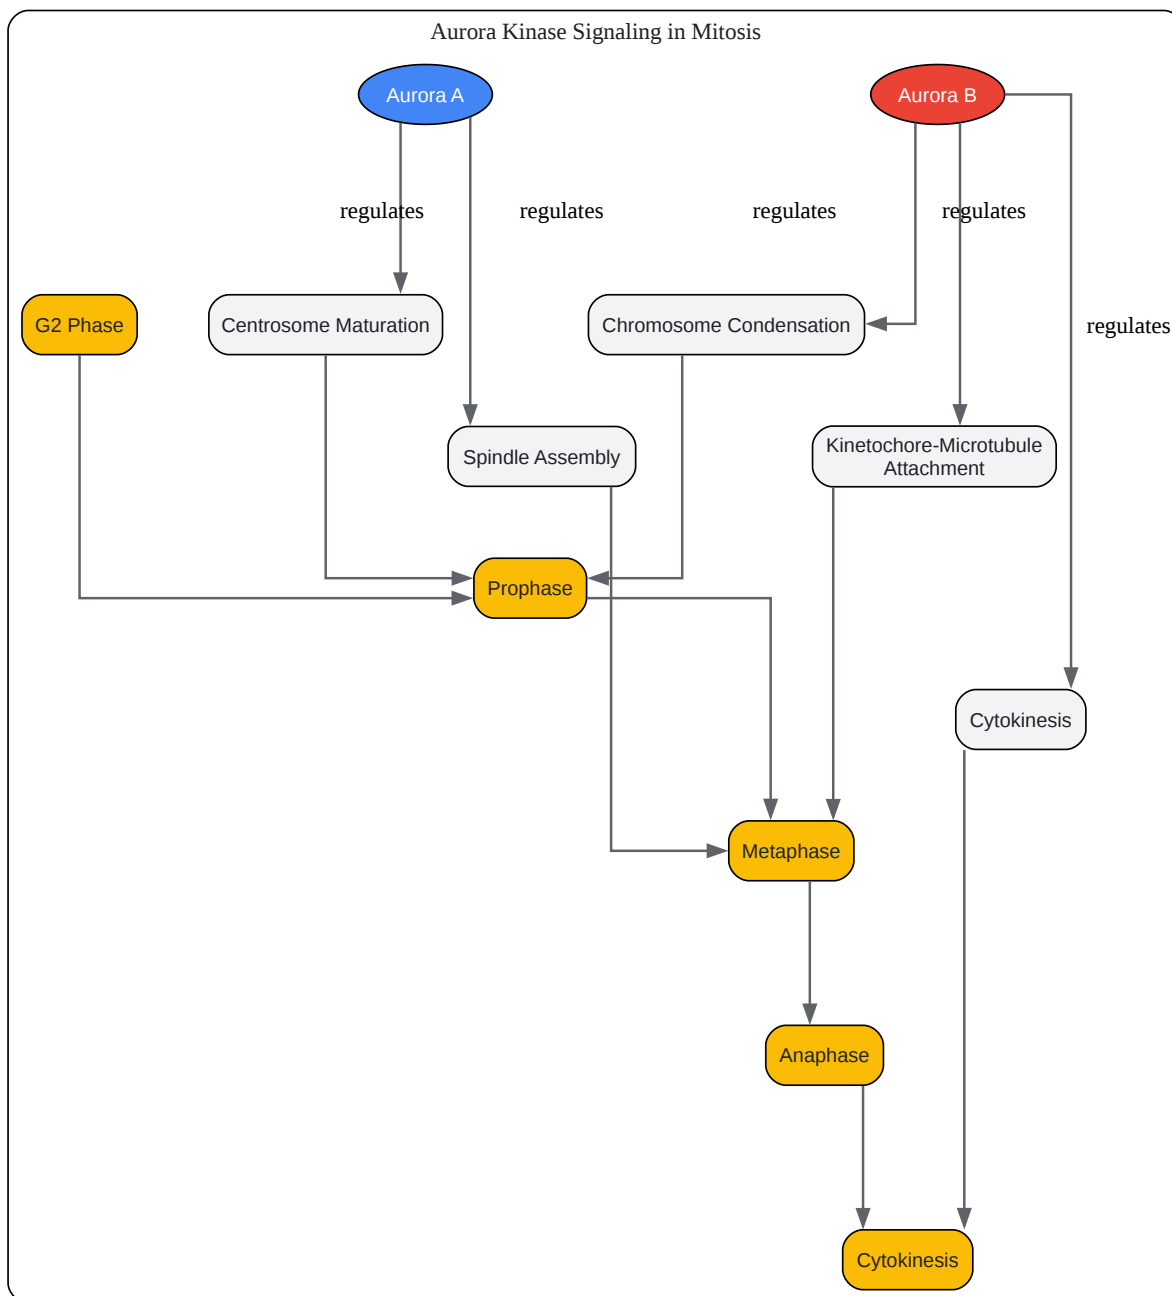 Aurora Kinase Signaling in Mitosis
Aurora A
Aurora B
regulates
regulates
regulates
regulates
G2 Phase
Centrosome Maturation
Chromosome Condensation
regulates
Spindle Assembly
Kinetochore-Microtubule
Attachment
Prophase
Cytokinesis
Metaphase
Anaphase
Cytokinesis